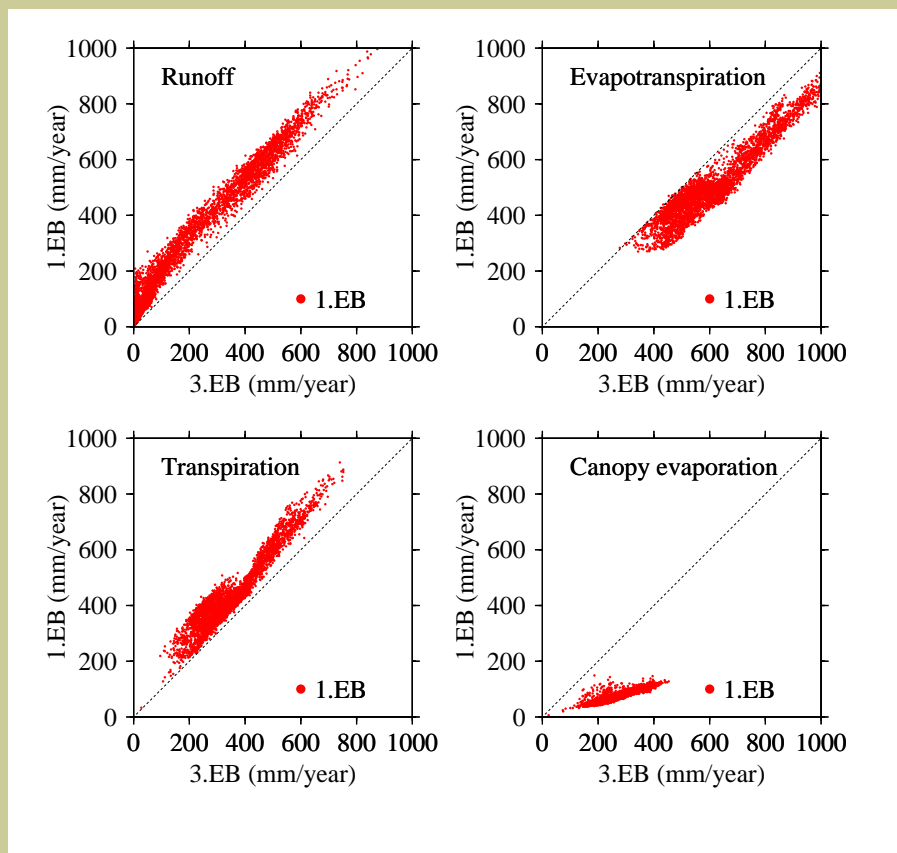 Runoff
1000
800
600
400
200
0
1.EB (mm/year)
1.EB
0 200 400 600 800 1000
3.EB (mm/year)
Evapotranspiration
1000
800
600
400
200
0
1.EB (mm/year)
1.EB
0 200 400 600 800 1000
3.EB (mm/year)
Transpiration
1000
800
600
400
200
0
1.EB (mm/year)
1.EB
0 200 400 600 800 1000
3.EB (mm/year)
Canopy evaporation
1000
800
600
400
200
0
1.EB (mm/year)
1.EB
0 200 400 600 800 1000
3.EB (mm/year)